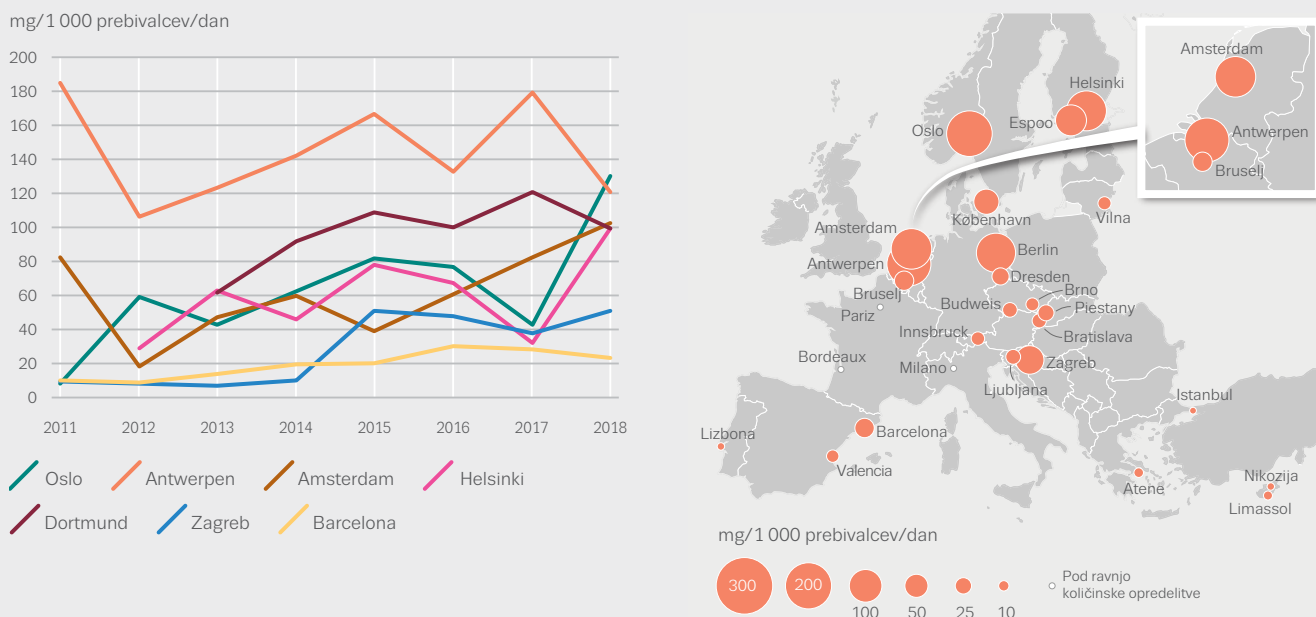 mg/1 000 prebivalcev/dan
200
180
160
140
120
100
80
60
40
20
0
2011 2012 2013 2014 2015 2016 2017 2018
Oslo Antwerpen Amsterdam Helsinki
Dortmund Zagreb Barcelona
Amsterdam
Antwerpen
Bruselj
Helsinki
Espoo
Oslo
København
Vilna
Amsterdam
Antwerpen
Bruselj
Pariz
Berlin
Dresden
Brno
Budweis
Piestany
Bratislava
Innsbruck
Bordeaux
Milano
Zagreb
Ljubljana
Istanbul
Lizbona
Barcelona
Valencia
Atene
Nikozija
Limassol
mg/1 000 prebivalcev/dan
300 200 100 50 25 10
Pod ravnjo
količinske opredelitve